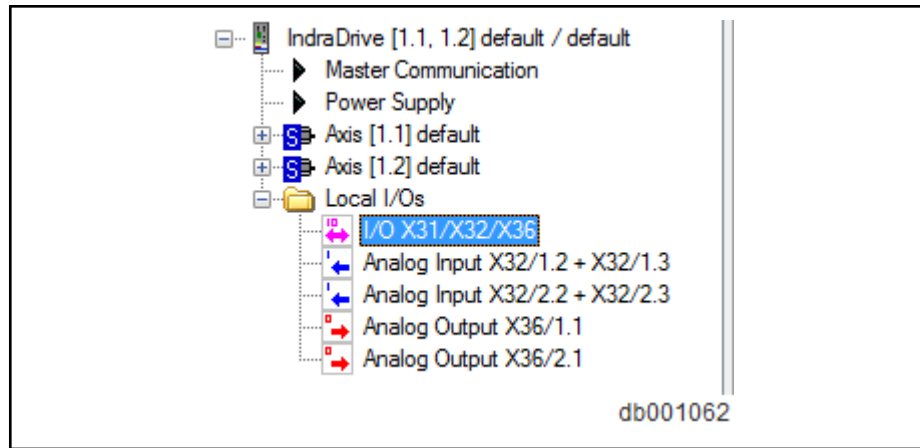 IndraDrive [1.1, 1.2] default / default
Master Communication
Power Supply
Axis [1.1] default
Axis [1.2] default
Local I/Os
I/O X31/X32/X36
Analog Input X32/1.2 + X32/1.3
Analog Input X32/2.2 + X32/2.3
Analog Output X36/1.1
Analog Output X36/2.1
db001062